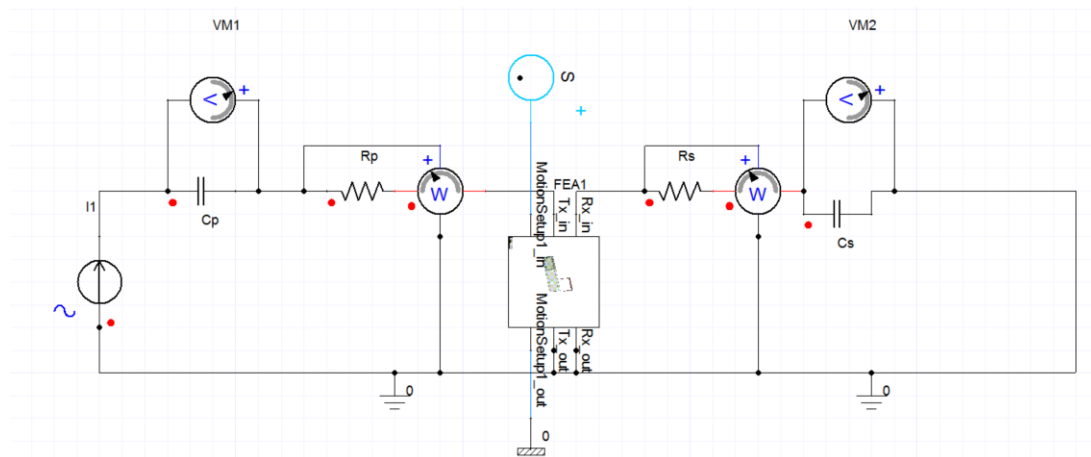 VM1
VM2
S
+
+
V
+
V
Rp
+
W
FEA1
Rs
+
W
I1
Cp
Cs
MotionSetup1_in
Tx_in
Rx_in
MotionSetup1_out
Tx_out
Rx_out
0
0
0